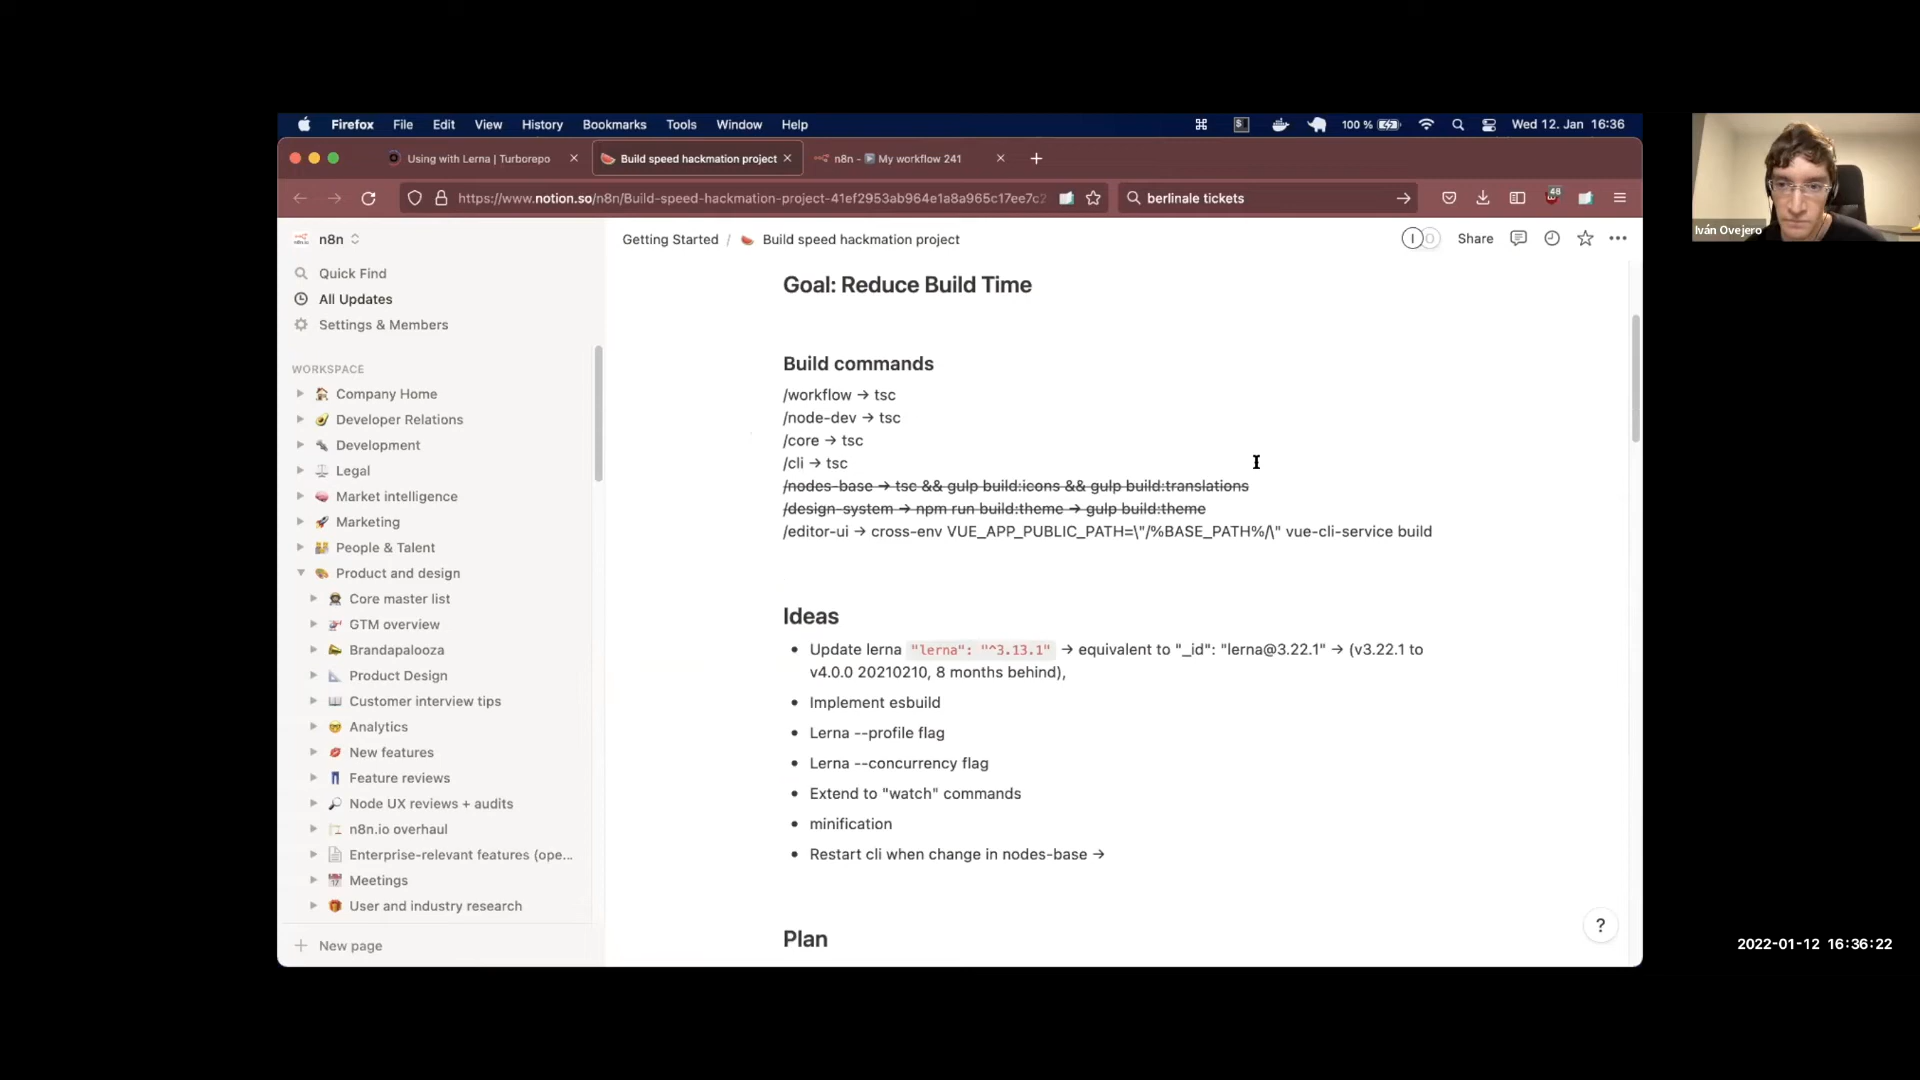 Firefox File Edit View History Bookmarks Tools Window Help 100 % Wed 12. Jan 16:36
Using with Lerna | Turborepo Build speed hackmation project n8n - My workflow 241
https://www.notion.so/n8n/Build-speed-hackmation-project-41ef2953ab964e1a8a965c17ee7c2 berlinale tickets 48
n8n
Getting Started / Build speed hackmation project
I O Share
Iván Ovejero
Quick Find
All Updates
Settings & Members
WORKSPACE
Company Home
Developer Relations
Development
Legal
Market intelligence
Marketing
People & Talent
Product and design
Core master list
GTM overview
Brandapalooza
Product Design
Customer interview tips
Analytics
New features
Feature reviews
Node UX reviews + audits
n8n.io overhaul
Enterprise-relevant features (ope...
Meetings
User and industry research
New page
Goal: Reduce Build Time
Build commands
/workflow → tsc
/node-dev → tsc
/core → tsc
/cli → tsc
/nodes-base → tsc && gulp build:icons && gulp build:translations
/design-system → npm run build:theme → gulp build:theme
/editor-ui → cross-env VUE_APP_PUBLIC_PATH=\"/%BASE_PATH%/\" vue-cli-service build
Ideas
• Update lerna "lerna": "^3.13.1" → equivalent to "_id": "lerna@3.22.1" → (v3.22.1 to
v4.0.0 20210210, 8 months behind),
• Implement esbuild
• Lerna --profile flag
• Lerna --concurrency flag
• Extend to "watch" commands
• minification
• Restart cli when change in nodes-base →
Plan
?
2022-01-12 16:36:22